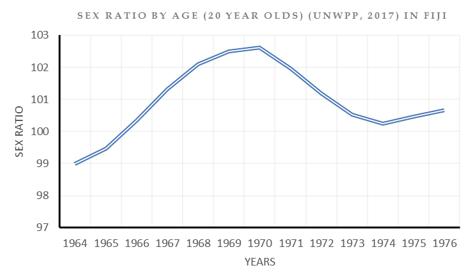 SEX RATIO BY AGE (20 YEAR OLDS) (UNWPP, 2017) IN FIJI
103
102
101
100
99
98
97
SEX RATIO
1964 1965 1966 1967 1968 1969 1970 1971 1972 1973 1974 1975 1976
YEARS